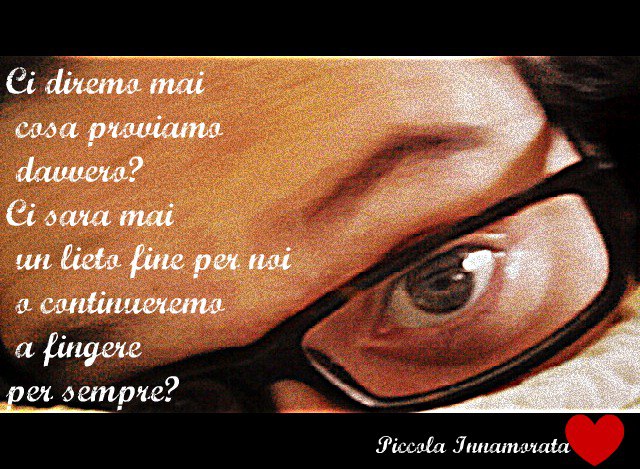 Ci diremo mai
cosa proviamo
davvero?
Ci sara mai
un lieto fine per noi
o continueremo
a fingere
per sempre?
Piccola Innamorata